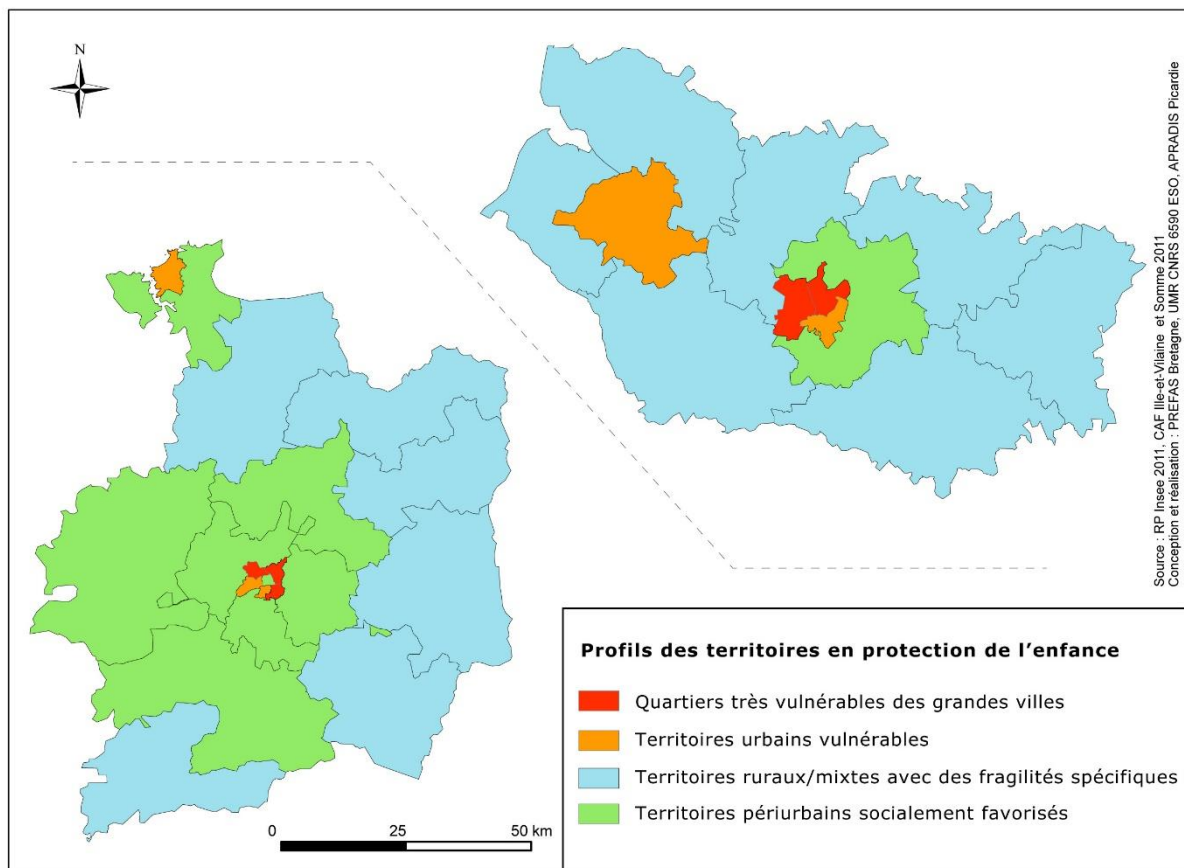 N
Source : RP Insee 2011, CAF Ille-et-Vilaine et Somme 2011
Conception et réalisation : PREFAS Bretagne, UMR CNRS 6590 ESO, APRADIS Picardie
Profils des territoires en protection de l'enfance
Quartiers très vulnérables des grandes villes
Territoires urbains vulnérables
Territoires ruraux/mixtes avec des fragilités spécifiques
Territoires périurbains socialement favorisés
0 25 50 km